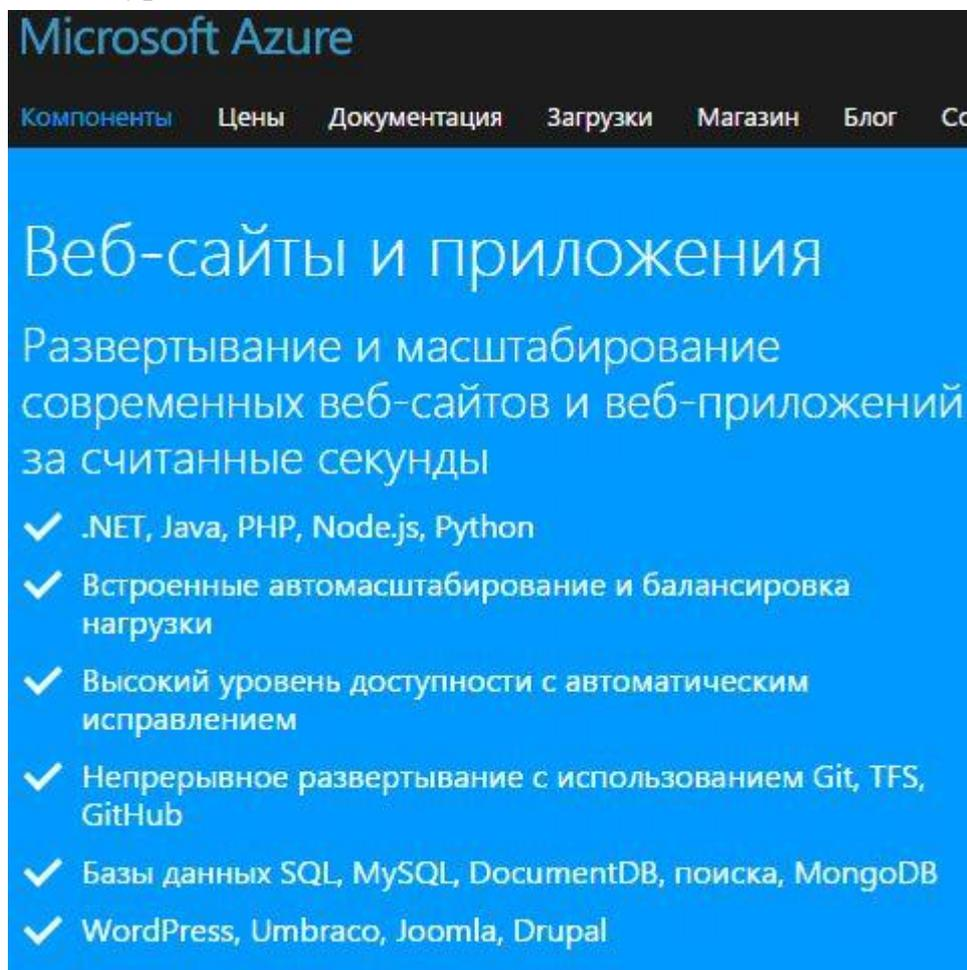 Microsoft Azure
Компоненты Цены Документация Загрузки Магазин Блог
Веб-сайты и приложения
Развертывание и масштабирование
современных веб-сайтов и веб-приложений
за считанные секунды
.NET, Java, PHP, Node.js, Python
Встроенные автомасштабирование и балансировка
нагрузки
Высокий уровень доступности с автоматическим
исправлением
Непрерывное развертывание с использованием Git, TFS,
GitHub
Базы данных SQL, MySQL, DocumentDB, поиска, MongoDB
WordPress, Umbraco, Joomla, Drupal